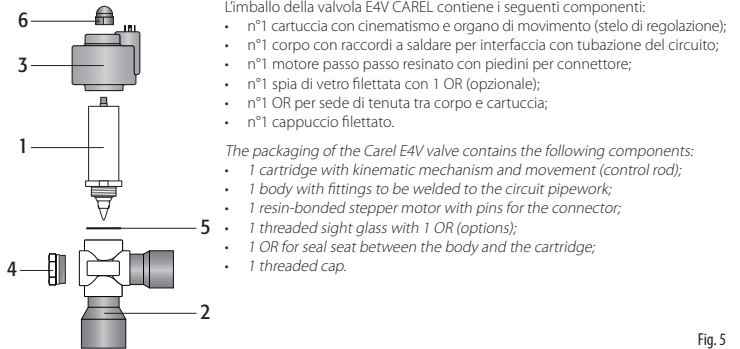 L’imballo della valvola E4V CAREL contiene i seguenti componenti:
• n°1 cartuccia con cinematismo e organo di movimento (stelo di regolazione);
• n°1 corpo con raccordi a saldare per interfaccia con tubazione del circuito;
• n°1 motore passo passo resinato con piedini per connettore;
• n°1 spia di vetro filettata con 1 OR (opzionale);
• n°1 OR per sede di tenuta tra corpo e cartuccia;
• n°1 cappuccio filettato.
The packaging of the Carel E4V valve contains the following components:
• 1 cartridge with kinematic mechanism and movement (control rod);
• 1 body with fittings to be welded to the circuit pipework;
• 1 resin-bonded stepper motor with pins for the connector;
• 1 threaded sight glass with 1 OR (options);
• 1 OR for seal seat between the body and the cartridge;
• 1 threaded cap.
6
3
1
5
4
2
Fig. 5